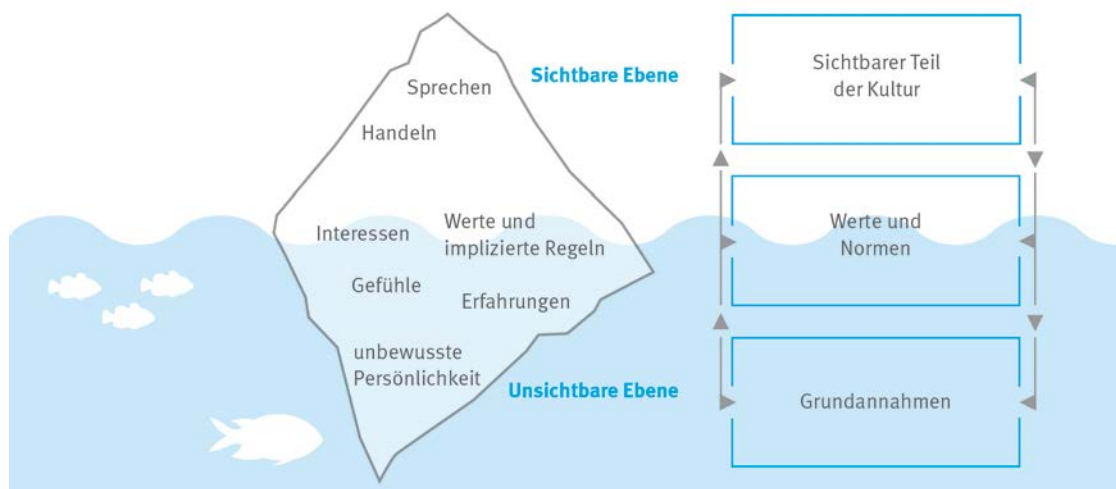 Sprechen
Handeln
Interessen
Werte und
implizierte Regeln
Gefühle
Erfahrungen
unbewusste
Persönlichkeit
Sichtbare Ebene
Unsichtbare Ebene
Sichtbarer Teil
der Kultur
Werte und
Normen
Grundannahmen